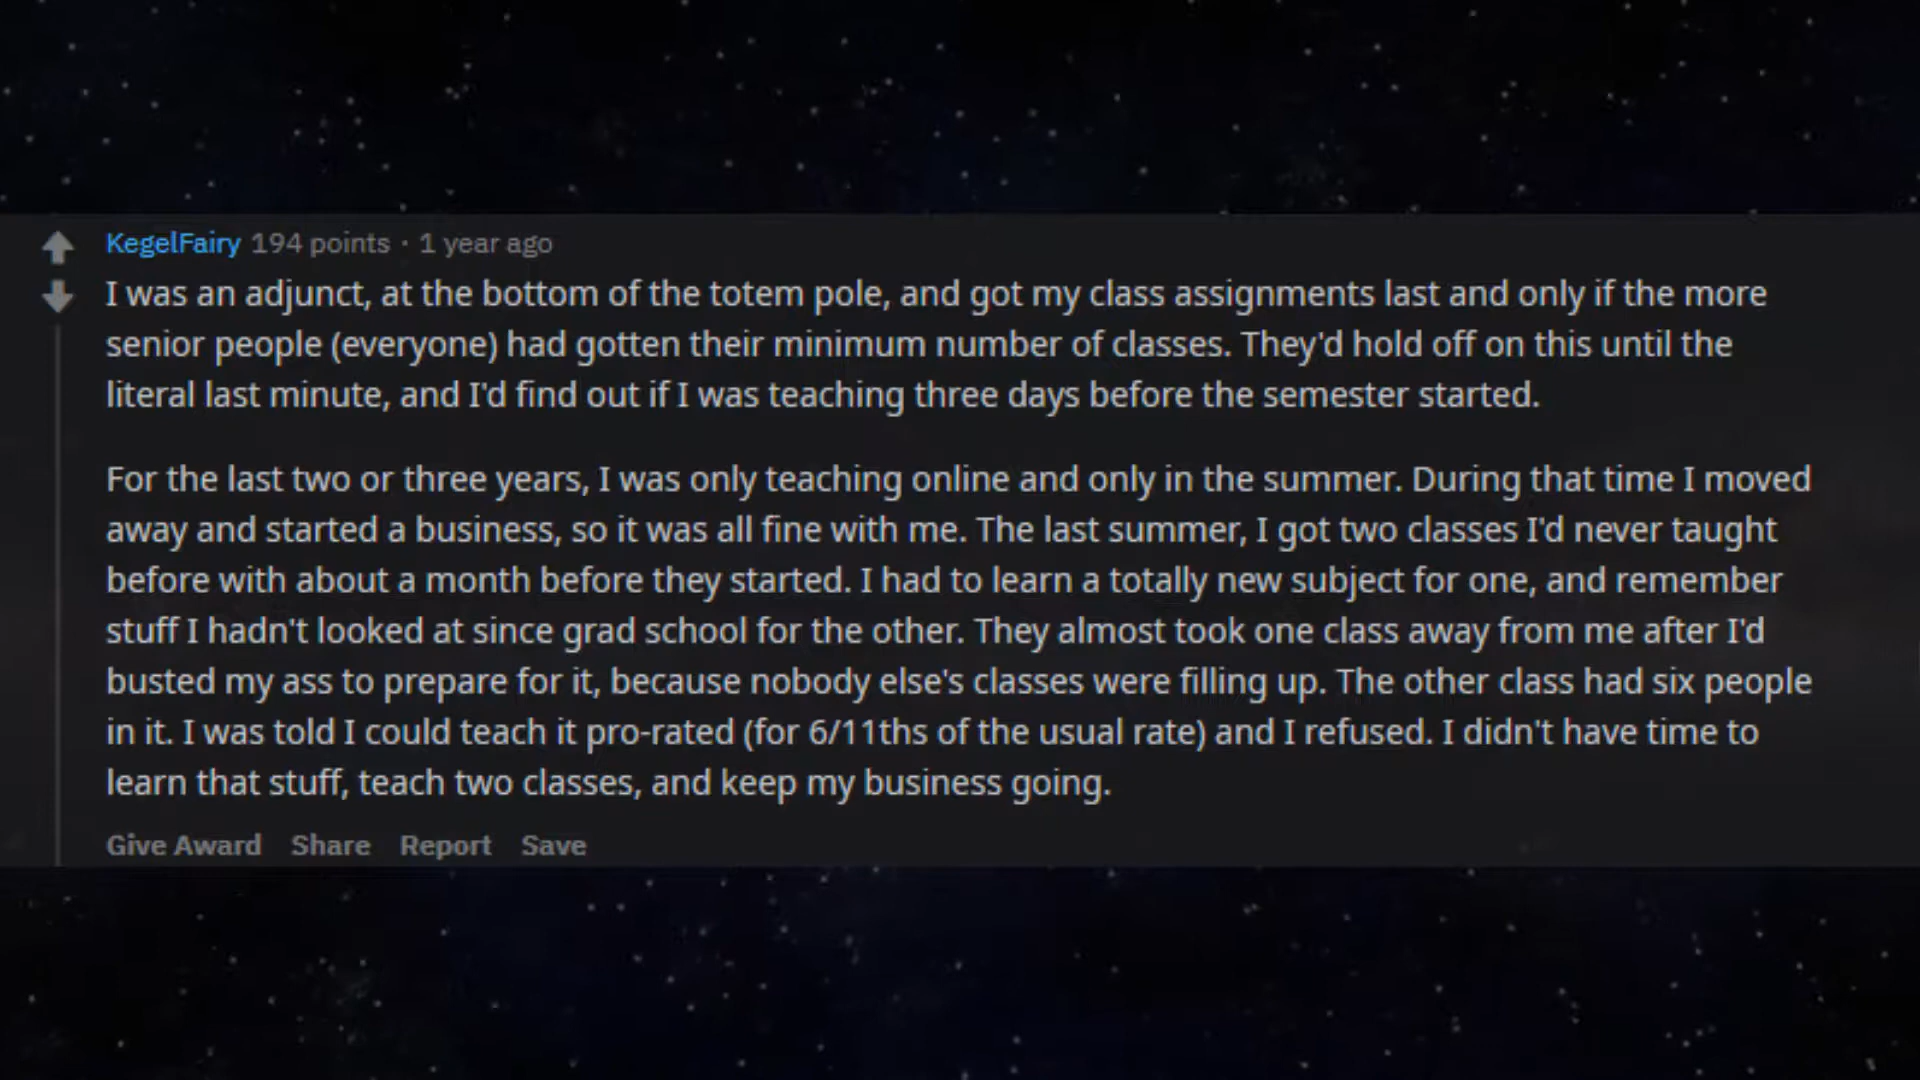 KegelFairy 194 points · 1 year ago
I was an adjunct, at the bottom of the totem pole, and got my class assignments last and only if the more
senior people (everyone) had gotten their minimum number of classes. They'd hold off on this until the
literal last minute, and I'd find out if I was teaching three days before the semester started.
For the last two or three years, I was only teaching online and only in the summer. During that time I moved
away and started a business, so it was all fine with me. The last summer, I got two classes I'd never taught
before with about a month before they started. I had to learn a totally new subject for one, and remember
stuff I hadn't looked at since grad school for the other. They almost took one class away from me after I'd
busted my ass to prepare for it, because nobody else's classes were filling up. The other class had six people
in it. I was told I could teach it pro-rated (for 6/11ths of the usual rate) and I refused. I didn't have time to
learn that stuff, teach two classes, and keep my business going.
Give Award Share Report Save